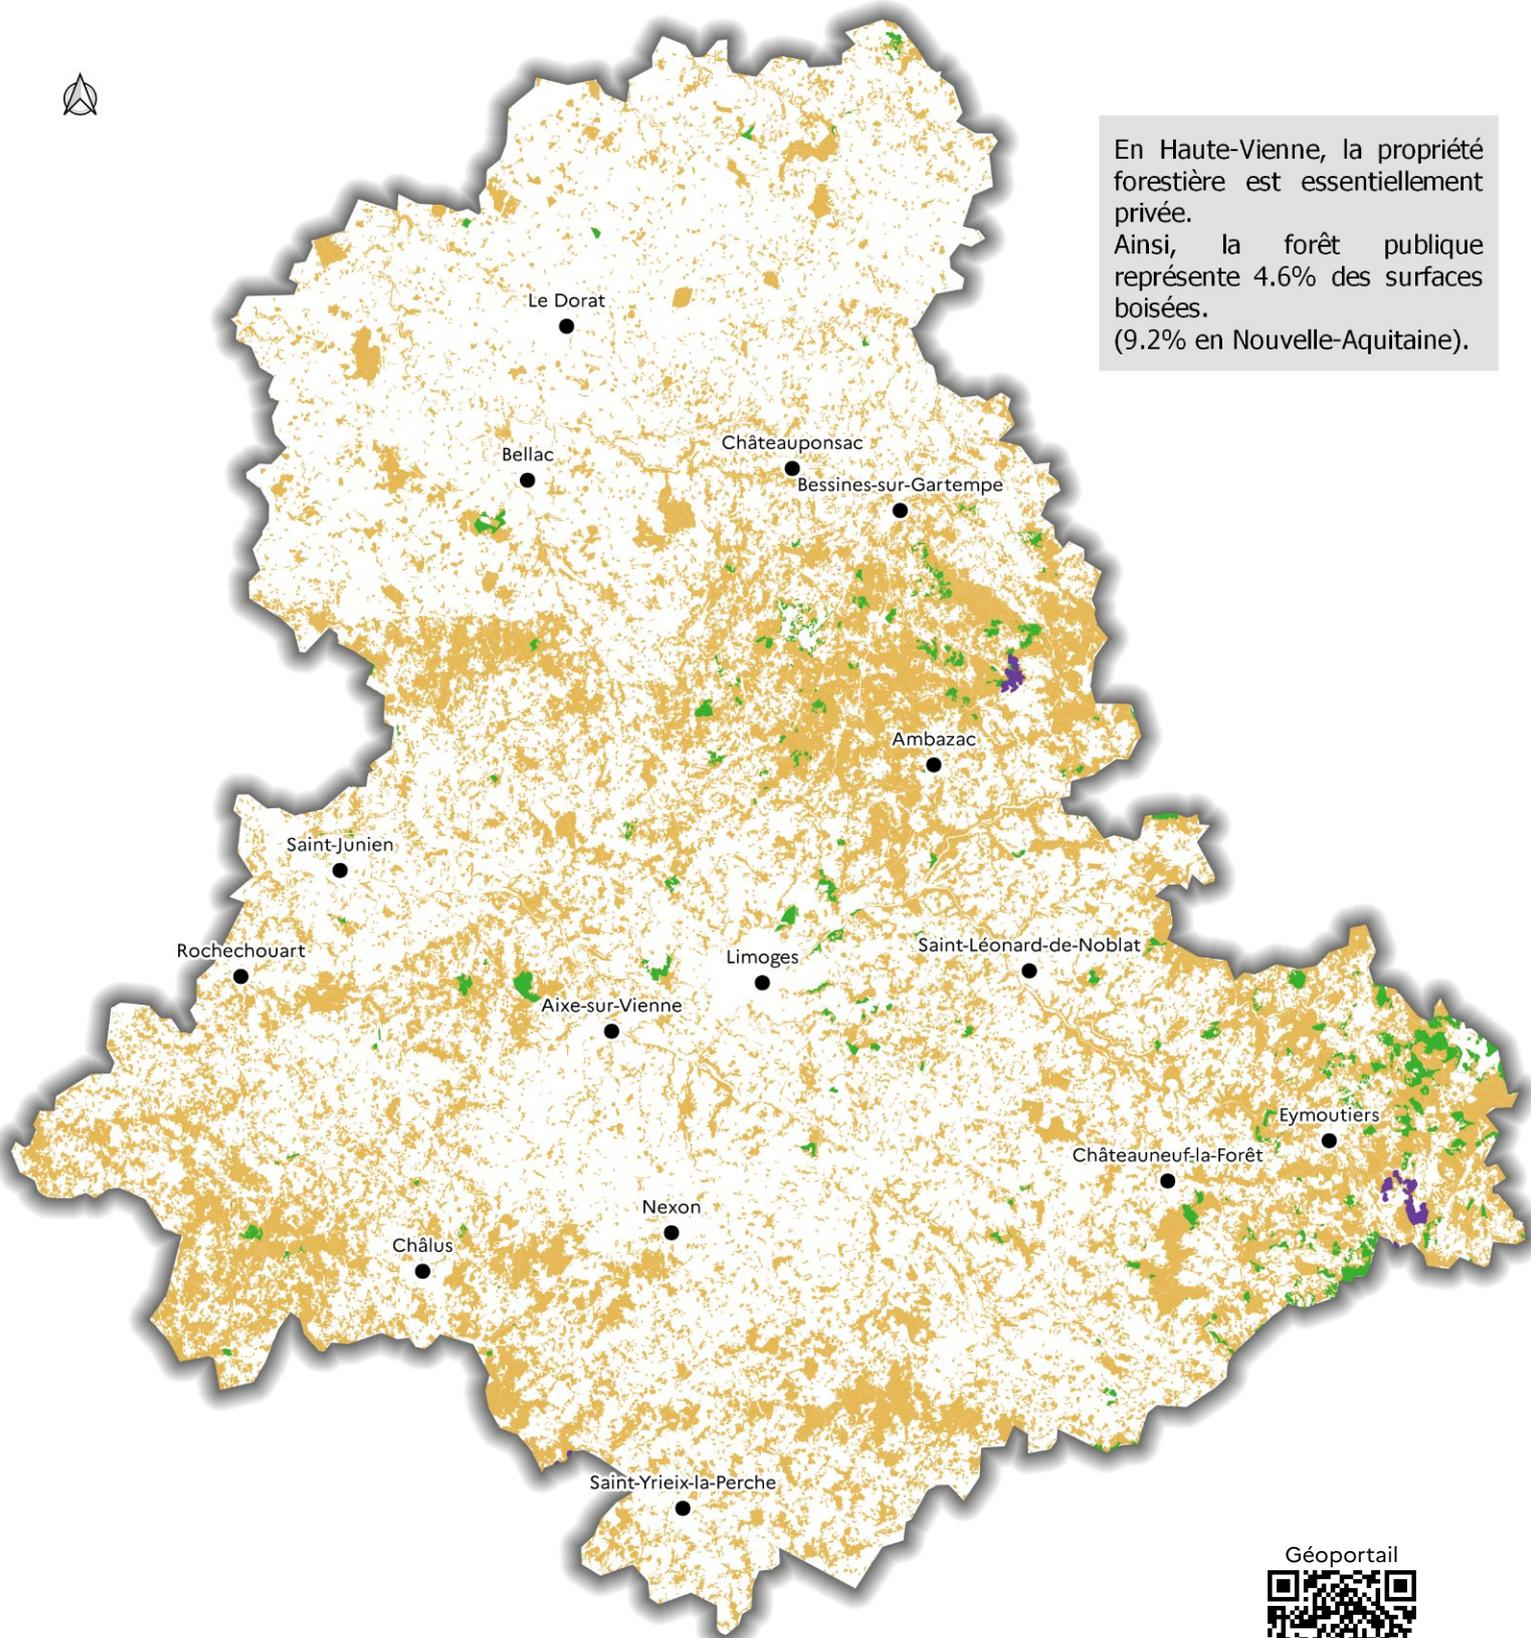 En Haute-Vienne, la propriété
forestière est essentiellement
privée.
Ainsi, la forêt publique
représente 4.6% des surfaces
boisées.
(9.2% en Nouvelle-Aquitaine).
Le Dorat
Châteauponsac
Bellac
Bessines-sur-Gartempe
Ambazac
Saint-Junien
Saint-Léonard-de-Noblat
Rochechouart
Limoges
Aixe-sur-Vienne
Eymoutiers
Châteauneuf-la-Forêt
Nexon
Châlus
Saint-Yrieix-la-Perche
Géoportail